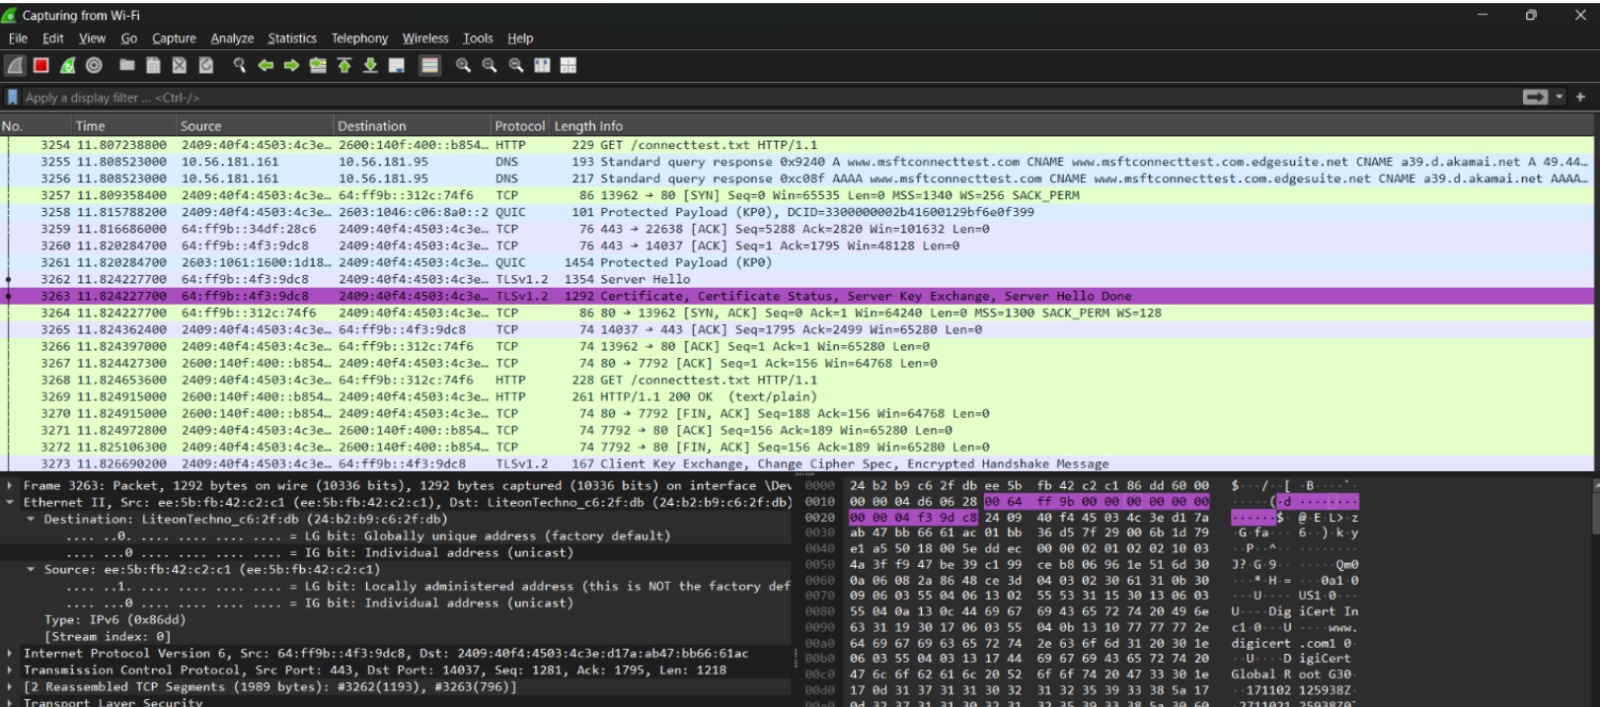 Capturing from Wi-Fi
File Edit View Go Capture Analyze Statistics Telephony Wireless Tools Help
Apply a display filter ... <Ctrl-/>
No. Time Source Destination Protocol Length Info
3254 11.807238800 2409:40f4:4503:4c3e… 2600:140f:400::b854… HTTP 229 GET /connecttest.txt HTTP/1.1
3255 11.808523000 10.56.181.161 10.56.181.95 DNS 193 Standard query response 0x9240 A www.msftconnecttest.com CNAME www.msftconnecttest.com.edgesuite.net CNAME a39.d.akamai.net A 49.44…
3256 11.808523000 10.56.181.161 10.56.181.95 DNS 217 Standard query response 0xc08f AAAA www.msftconnecttest.com CNAME www.msftconnecttest.com.edgesuite.net CNAME a39.d.akamai.net AAAA…
3257 11.809358400 2409:40f4:4503:4c3e… 64:ff9b::312c:74f6 TCP 86 13962 → 80 [SYN] Seq=0 Win=65535 Len=0 MSS=1340 WS=256 SACK_PERM
3258 11.815788200 2409:40f4:4503:4c3e… 2603:1046:c06:8a0::2 QUIC 101 Protected Payload (KP0), DCID=3300000002b41600129bf6e0f399
3259 11.816686000 64:ff9b::34df:28c6 2409:40f4:4503:4c3e… TCP 76 443 → 22638 [ACK] Seq=5288 Ack=2820 Win=101632 Len=0
3260 11.820284700 64:ff9b::4f3:9dc8 2409:40f4:4503:4c3e… TCP 76 443 → 14037 [ACK] Seq=1 Ack=1795 Win=48128 Len=0
3261 11.820284700 2603:1061:1600:1d18… 2409:40f4:4503:4c3e… QUIC 1454 Protected Payload (KP0)
3262 11.824227700 64:ff9b::4f3:9dc8 2409:40f4:4503:4c3e… TLSv1.2 1354 Server Hello
3263 11.824227700 64:ff9b::4f3:9dc8 2409:40f4:4503:4c3e… TLSv1.2 1292 Certificate, Certificate Status, Server Key Exchange, Server Hello Done
3264 11.824227700 64:ff9b::312c:74f6 2409:40f4:4503:4c3e… TCP 86 80 → 13962 [SYN, ACK] Seq=0 Ack=1 Win=64240 Len=0 MSS=1300 SACK_PERM WS=128
3265 11.824362400 2409:40f4:4503:4c3e… 64:ff9b::4f3:9dc8 TCP 74 14037 → 443 [ACK] Seq=1795 Ack=2499 Win=65280 Len=0
3266 11.824397000 2409:40f4:4503:4c3e… 64:ff9b::312c:74f6 TCP 74 13962 → 80 [ACK] Seq=1 Ack=1 Win=65280 Len=0
3267 11.824427300 2600:140f:400::b854… 2409:40f4:4503:4c3e… TCP 74 80 → 7792 [ACK] Seq=1 Ack=156 Win=64768 Len=0
3268 11.824653600 2409:40f4:4503:4c3e… 64:ff9b::312c:74f6 HTTP 228 GET /connecttest.txt HTTP/1.1
3269 11.824915000 2600:140f:400::b854… 2409:40f4:4503:4c3e… HTTP 261 HTTP/1.1 200 OK (text/plain)
3270 11.824915000 2600:140f:400::b854… 2409:40f4:4503:4c3e… TCP 74 80 → 7792 [FIN, ACK] Seq=188 Ack=156 Win=64768 Len=0
3271 11.824972800 2409:40f4:4503:4c3e… 2600:140f:400::b854… TCP 74 7792 → 80 [ACK] Seq=156 Ack=189 Win=65280 Len=0
3272 11.825106300 2409:40f4:4503:4c3e… 2600:140f:400::b854… TCP 74 7792 → 80 [FIN, ACK] Seq=156 Ack=189 Win=65280 Len=0
3273 11.826690200 2409:40f4:4503:4c3e… 64:ff9b::4f3:9dc8 TLSv1.2 167 Client Key Exchange, Change Cipher Spec, Encrypted Handshake Message
Frame 3263: Packet, 1292 bytes on wire (10336 bits), 1292 bytes captured (10336 bits) on interface \Dev
Ethernet II, Src: ee:5b:fb:42:c2:c1 (ee:5b:fb:42:c2:c1), Dst: LiteonTechno_c6:2f:db (24:b2:b9:c6:2f:db)
Destination: LiteonTechno_c6:2f:db (24:b2:b9:c6:2f:db)
.... ..0. .... .... .... .... = LG bit: Globally unique address (factory default)
.... ...0 .... .... .... .... = IG bit: Individual address (unicast)
Source: ee:5b:fb:42:c2:c1 (ee:5b:fb:42:c2:c1)
.... ..1. .... .... .... .... = LG bit: Locally administered address (this is NOT the factory def
.... ...0 .... .... .... .... = IG bit: Individual address (unicast)
Type: IPv6 (0x86dd)
[Stream index: 0]
Internet Protocol Version 6, Src: 64:ff9b::4f3:9dc8, Dst: 2409:40f4:4503:4c3e:d17a:ab47:bb66:61ac
Transmission Control Protocol, Src Port: 443, Dst Port: 14037, Seq: 1281, Ack: 1795, Len: 1218
[2 Reassembled TCP Segments (1989 bytes): #3262(1193), #3263(796)]
Transport Layer Security
0000 24 b2 b9 c6 2f db ee 5b fb 42 c2 c1 86 dd 60 00 $···/··[ ·B····`·
0010 00 00 04 d6 06 28 00 64 ff 9b 00 00 00 00 00 00 ·····(·d ········
0020 00 00 04 f3 9d c8 24 09 40 f4 45 03 4c 3e d1 7a ······$· @·E·L>·z
0030 ab 47 bb 66 61 ac 01 bb 36 d5 7f 29 00 6b 1d 79 ·G·fa··· 6··)·k·y
0040 e1 a5 50 18 00 5e dd ec 00 00 02 01 02 02 10 03 ··P··^·· ········
0050 4a 3f f9 47 be 39 c1 99 ce b8 06 96 1e 51 6d 30 J?·G·9·· ·····Qm0
0060 0a 06 08 2a 86 48 ce 3d 04 03 02 30 61 31 0b 30 ···*·H·= ···0a1·0
0070 09 06 03 55 04 06 13 02 55 53 31 15 30 13 06 03 ···U···· US1·0···
0080 55 04 0a 13 0c 44 69 67 69 43 65 72 74 20 49 6e U····Dig iCert In
0090 63 31 19 30 17 06 03 55 04 0b 13 10 77 77 77 2e c1·0···U ····www.
00a0 64 69 67 69 63 65 72 74 2e 63 6f 6d 31 20 30 1e digicert .com1 0·
00b0 06 03 55 04 03 13 17 44 69 67 69 43 65 72 74 20 ··U····D igiCert
00c0 47 6c 6f 62 61 6c 20 52 6f 6f 74 20 47 33 30 1e Global R oot G30·
00d0 17 0d 31 37 31 31 30 32 31 32 35 39 33 38 5a 17 ··171102 125938Z·